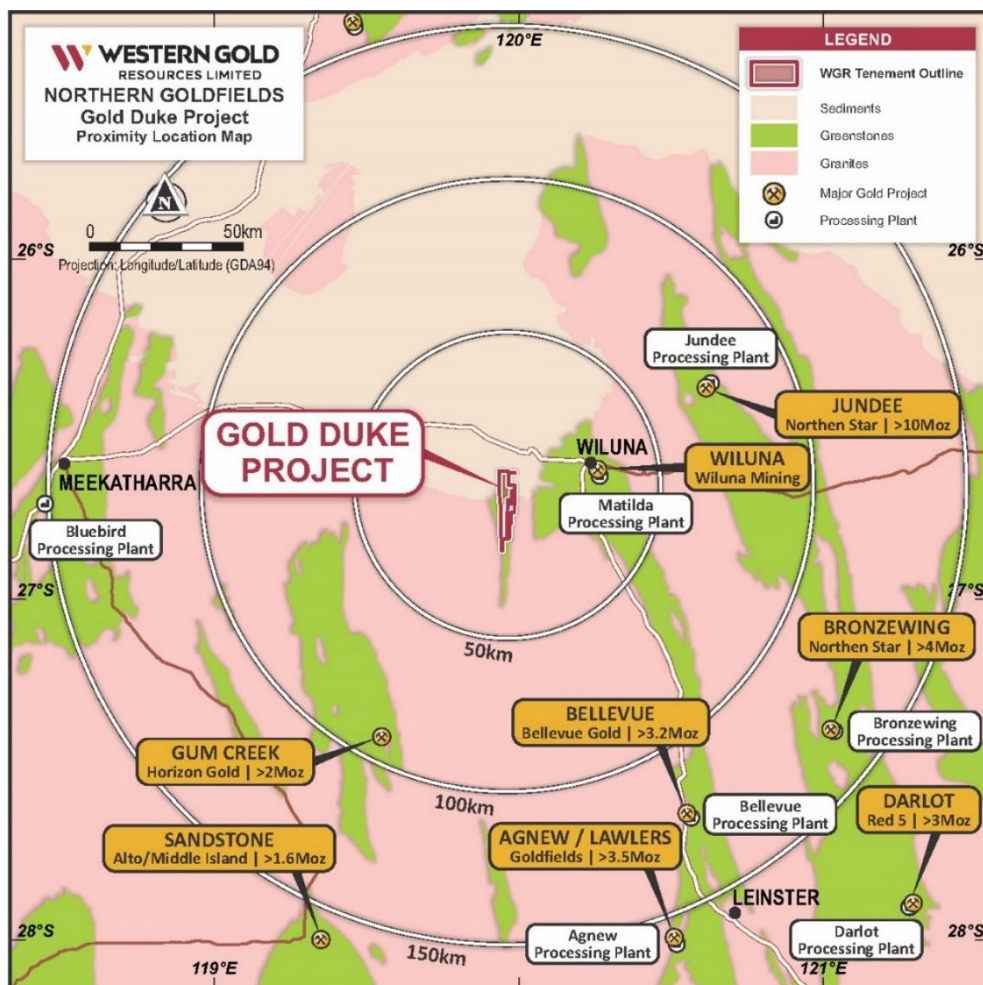 WESTERN GOLD
RESOURCES LIMITED
NORTHERN GOLDFIELDS
Gold Duke Project
Proximity Location Map
N
0 50km
Projection: Longitude/Latitude (GDA94)
120°E
LEGEND
WGR Tenement Outline
Sediments
Greenstones
Granites
Major Gold Project
Processing Plant
26°S
26°S
Jundee
Processing Plant
JUNDEE
Northen Star | >10Moz
GOLD DUKE
PROJECT
WILUNA
WILUNA
Wiluna Mining
MEEKATHARRA
Matilda
Processing Plant
Bluebird
Processing Plant
27°S
27°S
50km
BRONZEWING
Northen Star | >4Moz
BELLEVUE
Bellevue Gold | >3.2Moz
Bronzewing
Processing Plant
GUM CREEK
Horizon Gold | >2Moz
100km
Bellevue
Processing Plant
DARLOT
Red 5 | >3Moz
SANDSTONE
Alto/Middle Island | >1.6Moz
AGNEW / LAWLERS
Goldfields | >3.5Moz
LEINSTER
Agnew
Processing Plant
Darlot
Processing Plant
28°S
150km
28°S
119°E
121°E